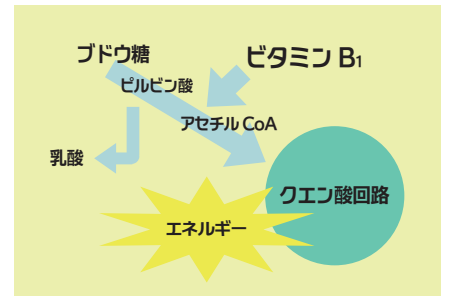 ブドウ糖
ビタミン B1
ピルビン酸
アセチル CoA
乳酸
クエン酸回路
エネルギー